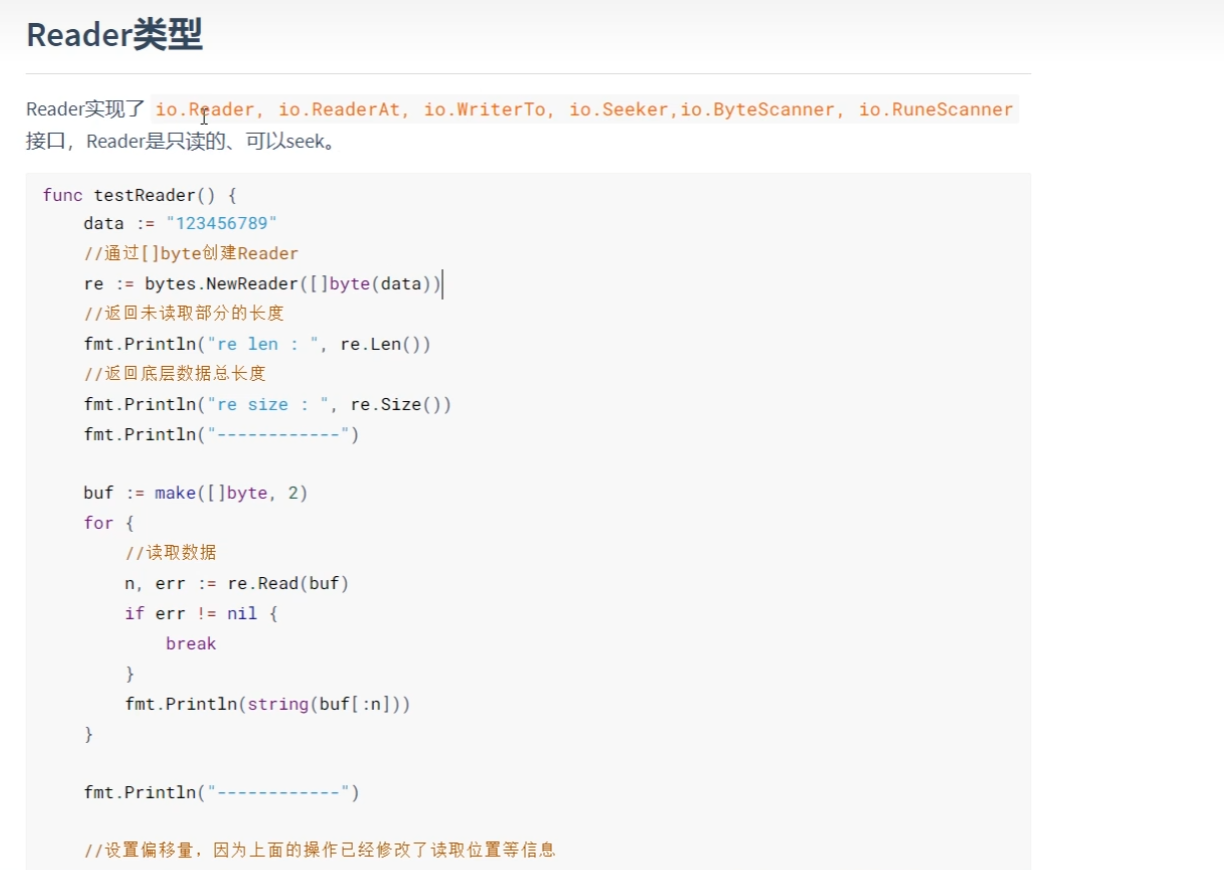 Reader类型
Reader实现了 io.Reader, io.ReaderAt, io.WriterTo, io.Seeker,io.ByteScanner, io.RuneScanner
接口，Reader是只读的、可以seek。
func testReader() {
    data := "123456789"
    //通过[]byte创建Reader
    re := bytes.NewReader([]byte(data))
    //返回未读取部分的长度
    fmt.Println("re len : ", re.Len())
    //返回底层数据总长度
    fmt.Println("re size : ", re.Size())
    fmt.Println("------------")
    buf := make([]byte, 2)
    for {
        //读取数据
        n, err := re.Read(buf)
        if err != nil {
            break
        }
        fmt.Println(string(buf[:n]))
    }
    fmt.Println("------------")
    //设置偏移量，因为上面的操作已经修改了读取位置等信息